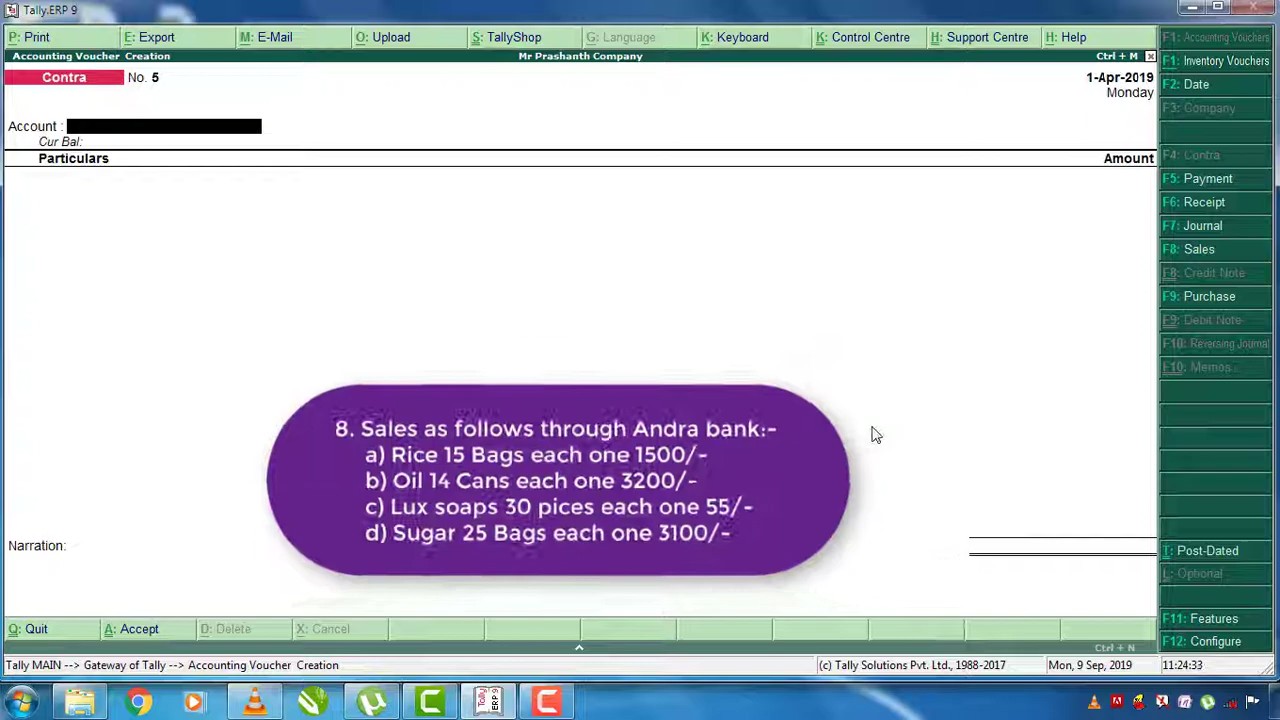 Tally.ERP 9
P: Print
E: Export
M: E-Mail
O: Upload
S: TallyShop
G: Language
K: Keyboard
K: Control Centre
H: Support Centre
H: Help
Accounting Voucher Creation
Mr Prashanth Company
Ctrl + M
Contra No. 5
1-Apr-2019
Monday
Account :
Cur Bal:
Particulars
Amount
8. Sales as follows through Andra bank:-
a) Rice 15 Bags each one 1500/-
b) Oil 14 Cans each one 3200/-
c) Lux soaps 30 pices each one 55/-
d) Sugar 25 Bags each one 3100/-
Narration:
F1: Accounting Vouchers
F1: Inventory Vouchers
F2: Date
F3: Company
F4: Contra
F5: Payment
F6: Receipt
F7: Journal
F8: Sales
F8: Credit Note
F9: Purchase
F9: Debit Note
F10: Reversing Journal
F10: Memos
T: Post-Dated
L: Optional
F11: Features
F12: Configure
Q: Quit
A: Accept
D: Delete
X: Cancel
Ctrl + N
Tally MAIN --> Gateway of Tally --> Accounting Voucher Creation
(c) Tally Solutions Pvt. Ltd., 1988-2017
Mon, 9 Sep, 2019
11:24:33